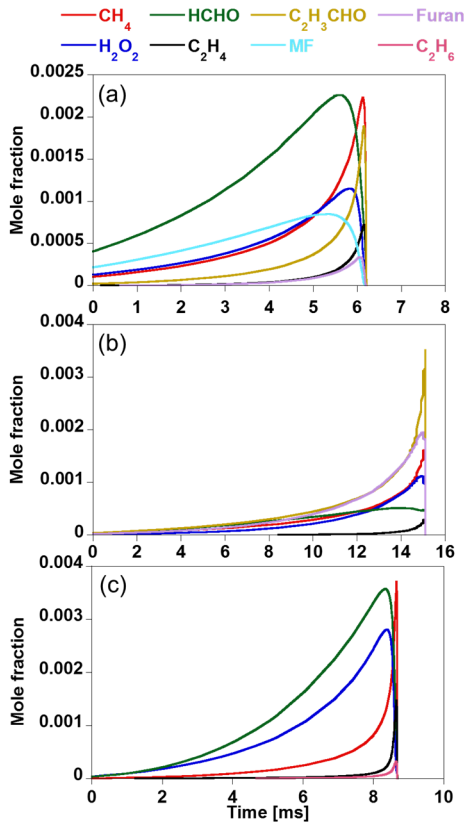 CH₄ HCHO C₂H₃CHO Furan
H₂O₂ C₂H₄ MF C₂H₆
(a)
Mole fraction
0.0025
0.002
0.0015
0.001
0.0005
0
0 1 2 3 4 5 6 7 8
(b)
Mole fraction
0.004
0.003
0.002
0.001
0
0 2 4 6 8 10 12 14 16
(c)
Mole fraction
0.004
0.003
0.002
0.001
0
0 2 4 6 8 10
Time [ms]